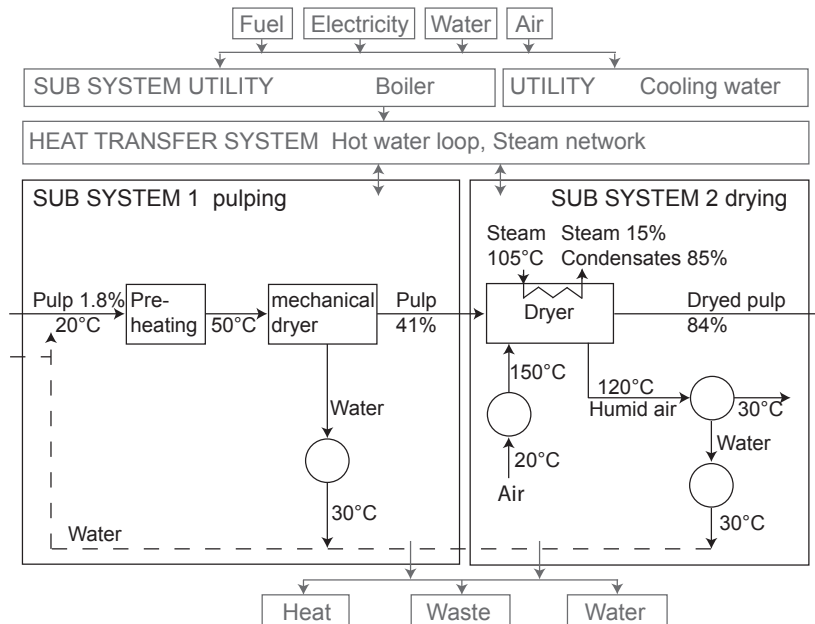 Fuel
Electricity
Water
Air
SUB SYSTEM UTILITY Boiler
UTILITY Cooling water
HEAT TRANSFER SYSTEM Hot water loop, Steam network
SUB SYSTEM 1 pulping
SUB SYSTEM 2 drying
Steam
105°C
Steam 15%
Condensates 85%
Pulp 1.8%
20°C
Pre-
heating
50°C
mechanical
dryer
Pulp
41%
Dryer
Dryed pulp
84%
150°C
120°C
Humid air
30°C
Water
Water
20°C
Air
30°C
30°C
Water
Heat
Waste
Water